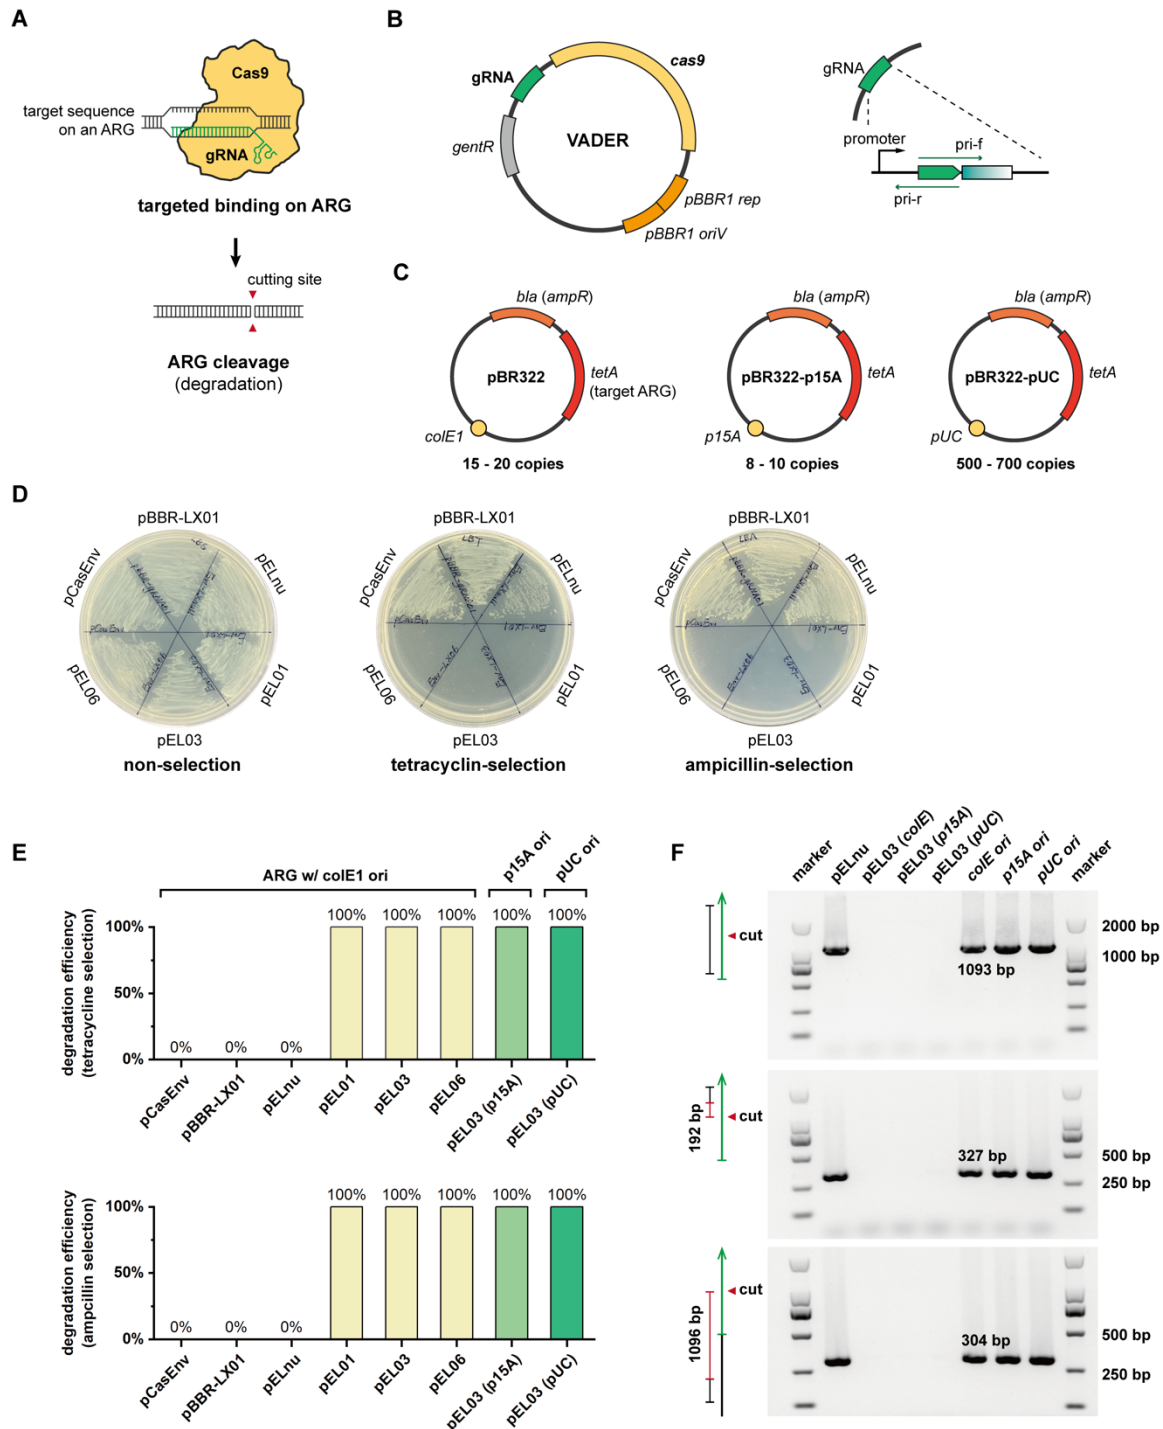 A
Cas9
target sequence
on an ARG
gRNA
targeted binding on ARG
cutting site
ARG cleavage
(degradation)
B
gRNA
cas9
gentR
VADER
pBBR1 rep
pBBR1 oriV
gRNA
promoter
pri-f
pri-r
C
bla (ampR)
pBR322
tetA
(target ARG)
colE1
15 - 20 copies
bla (ampR)
pBR322-p15A
tetA
p15A
8 - 10 copies
bla (ampR)
pBR322-pUC
tetA
pUC
500 - 700 copies
D
pBBR-LX01
pCasEnv
pELnu
pEL06
pEL01
pEL03
non-selection
pBBR-LX01
pCasEnv
pELnu
pEL06
pEL01
pEL03
tetracyclin-selection
pBBR-LX01
pCasEnv
pELnu
pEL06
pEL01
pEL03
ampicillin-selection
E
ARG w/ colE1 ori
p15A ori
pUC ori
degradation efficiency
(tetracycline selection)
100%
50%
0%
0%
0%
0%
100%
100%
100%
100%
100%
pCasEnv
pBBR-LX01
pELnu
pEL01
pEL03
pEL06
pEL03 (p15A)
pEL03 (pUC)
degradation efficiency
(ampcillin selection)
100%
50%
0%
0%
0%
0%
100%
100%
100%
100%
100%
pCasEnv
pBBR-LX01
pELnu
pEL01
pEL03
pEL06
pEL03 (p15A)
pEL03 (pUC)
F
marker
pELnu
pEL03 (colE)
pEL03 (p15A)
pEL03 (pUC)
colE ori
p15A ori
pUC ori
marker
cut
1093 bp
2000 bp
1000 bp
192 bp
cut
327 bp
500 bp
250 bp
1096 bp
cut
304 bp
500 bp
250 bp